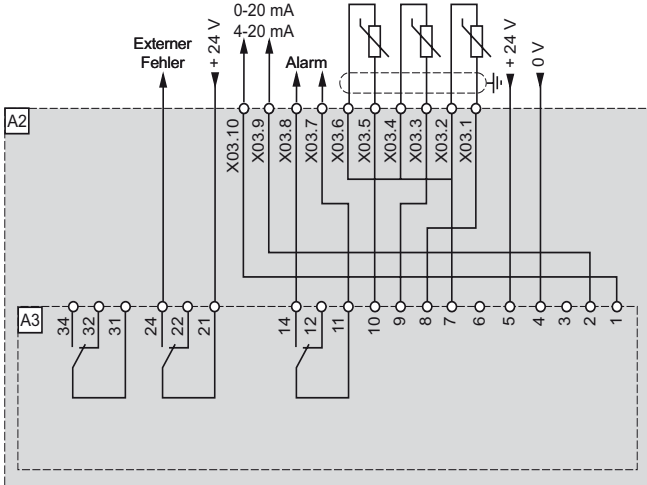 0-20 mA
4-20 mA
Externer
Fehler
+ 24 V
Alarm
+ 24 V
0 V
A2
X03.10
X03.9
X03.8
X03.7
X03.6
X03.5
X03.4
X03.3
X03.2
X03.1
A3
34
32
31
24
22
21
14
12
11
10
9
8
7
6
5
4
3
2
1